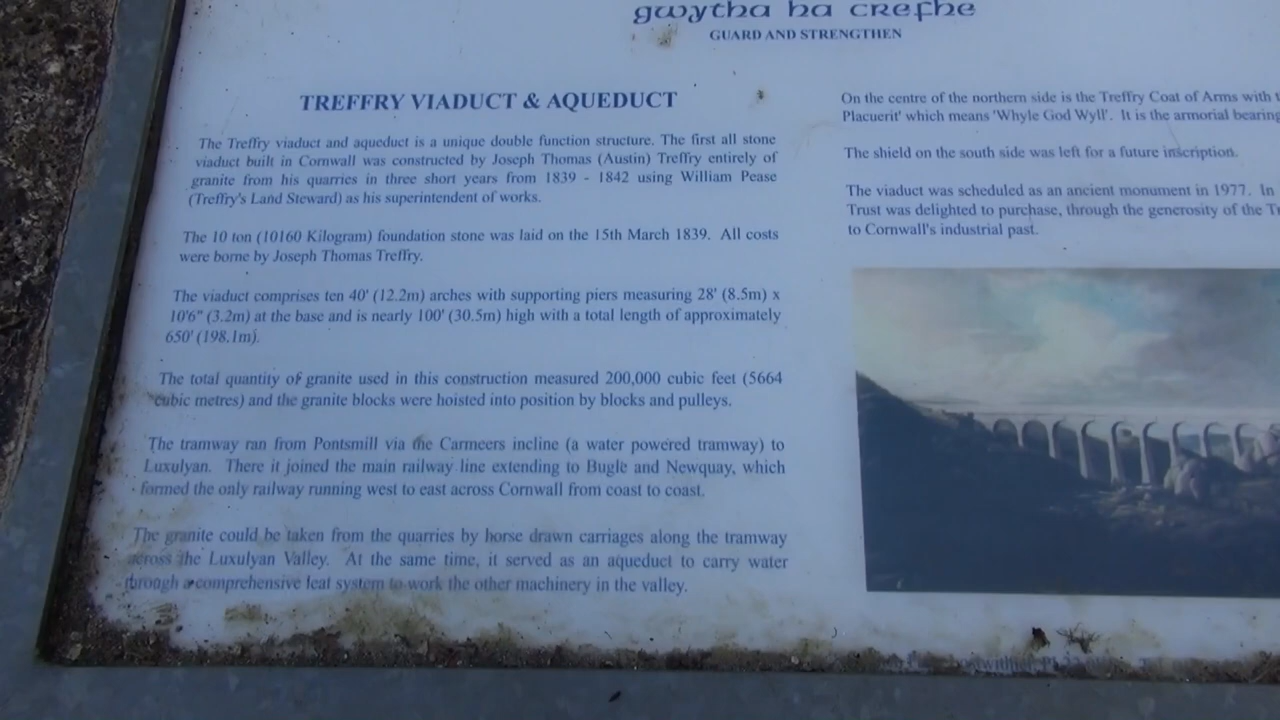 gwytha ha crefhe
GUARD AND STRENGTHEN
TREFFRY VIADUCT & AQUEDUCT
The Treffry viaduct and aqueduct is a unique double function structure. The first all stone
viaduct built in Cornwall was constructed by Joseph Thomas (Austin) Treffry entirely of
granite from his quarries in three short years from 1839 - 1842 using William Pease
(Treffry's Land Steward) as his superintendent of works.
The 10 ton (10160 Kilogram) foundation stone was laid on the 15th March 1839. All costs
were borne by Joseph Thomas Treffry.
The viaduct comprises ten 40' (12.2m) arches with supporting piers measuring 28' (8.5m) x
10'6" (3.2m) at the base and is nearly 100' (30.5m) high with a total length of approximately
650' (198.1m).
The total quantity of granite used in this construction measured 200,000 cubic feet (5664
cubic metres) and the granite blocks were hoisted into position by blocks and pulleys.
The tramway ran from Pontsmill via the Carmeers incline (a water powered tramway) to
Luxulyan. There it joined the main railway line extending to Bugle and Newquay, which
formed the only railway running west to east across Cornwall from coast to coast.
The granite could be taken from the quarries by horse drawn carriages along the tramway
across the Luxulyan Valley. At the same time, it served as an aqueduct to carry water
through a comprehensive leat system to work the other machinery in the valley.
On the centre of the northern side is the Treffry Coat of Arms with
Placuerit' which means 'Whyle God Wyll'. It is the armorial bearing
The shield on the south side was left for a future inscription.
The viaduct was scheduled as an ancient monument in 1977. In
Trust was delighted to purchase, through the generosity of the
to Cornwall's industrial past.